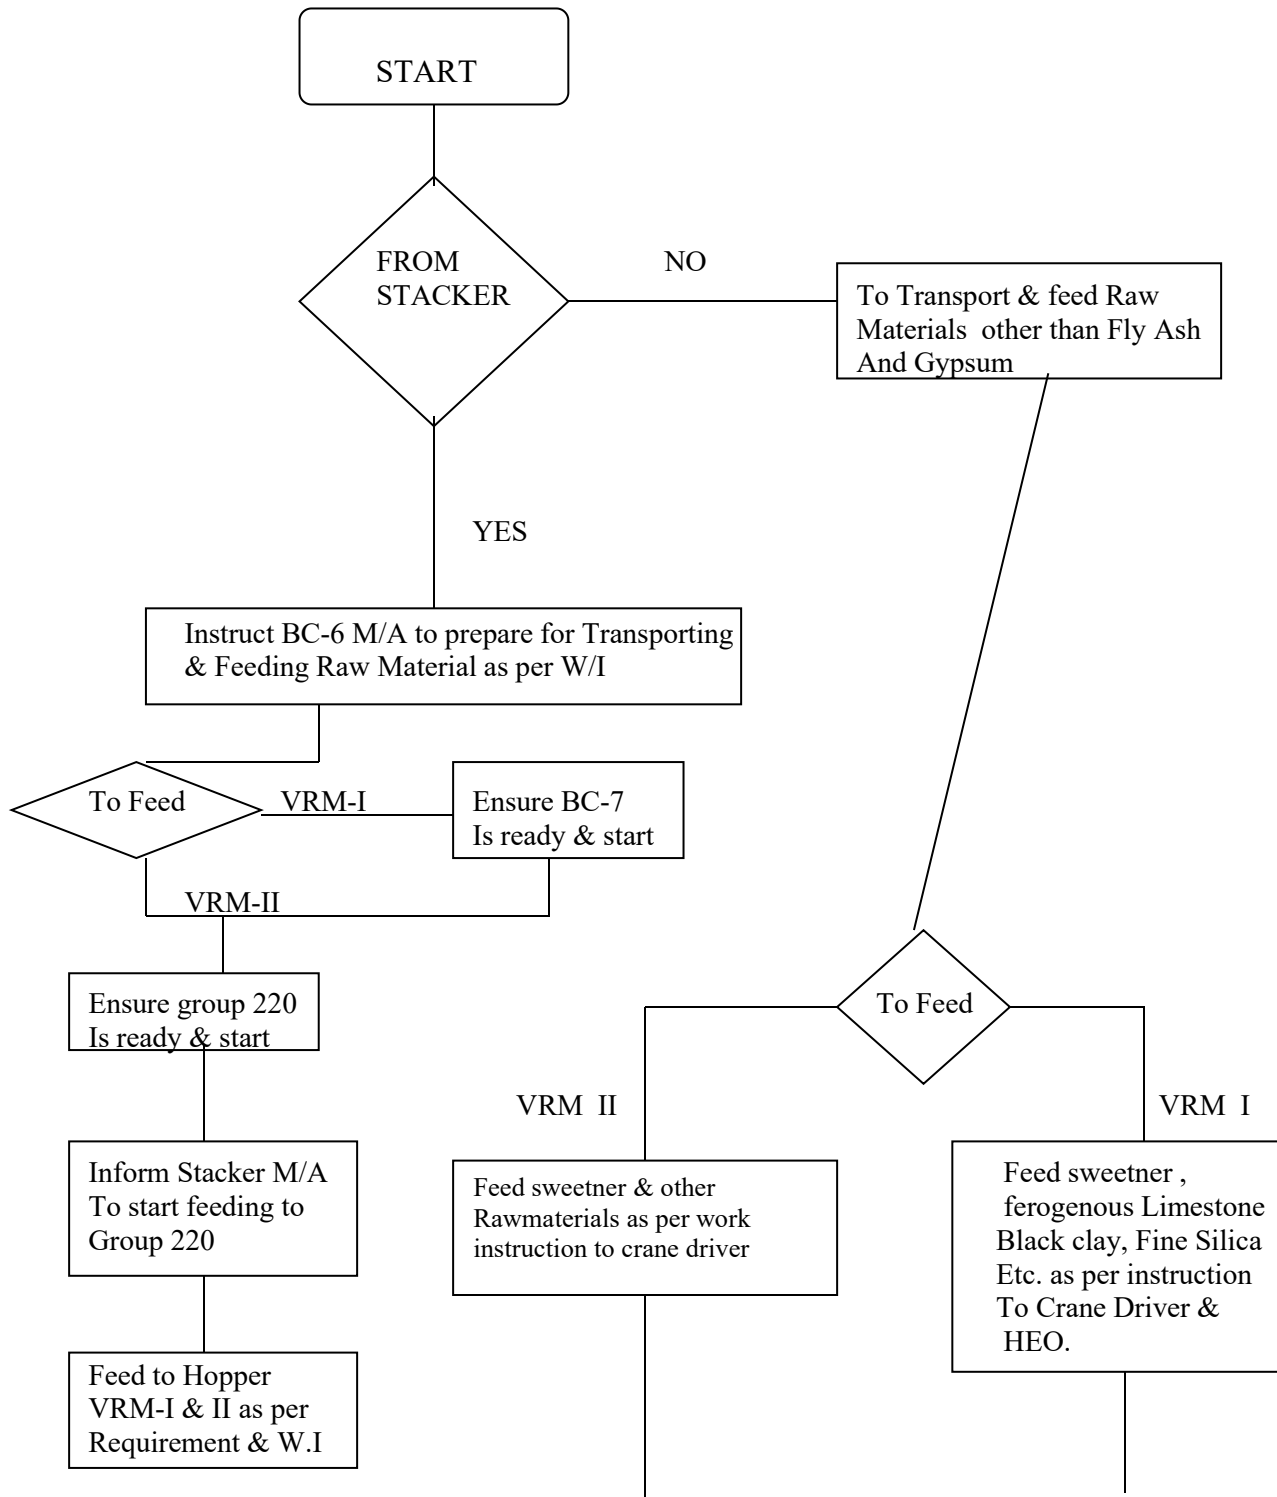 START
FROM
STACKER
NO
To Transport & feed Raw
Materials other than Fly Ash
And Gypsum
YES
Instruct BC-6 M/A to prepare for Transporting
& Feeding Raw Material as per W/I
To Feed
VRM-I
Ensure BC-7
Is ready & start
VRM-II
Ensure group 220
Is ready & start
To Feed
VRM II
VRM I
Inform Stacker M/A
To start feeding to
Group 220
Feed sweetner & other
Rawmaterials as per work
instruction to crane driver
Feed sweetner ,
ferogenous Limestone
Black clay, Fine Silica
Etc. as per instruction
To Crane Driver &
HEO.
Feed to Hopper
VRM-I & II as per
Requirement & W.I